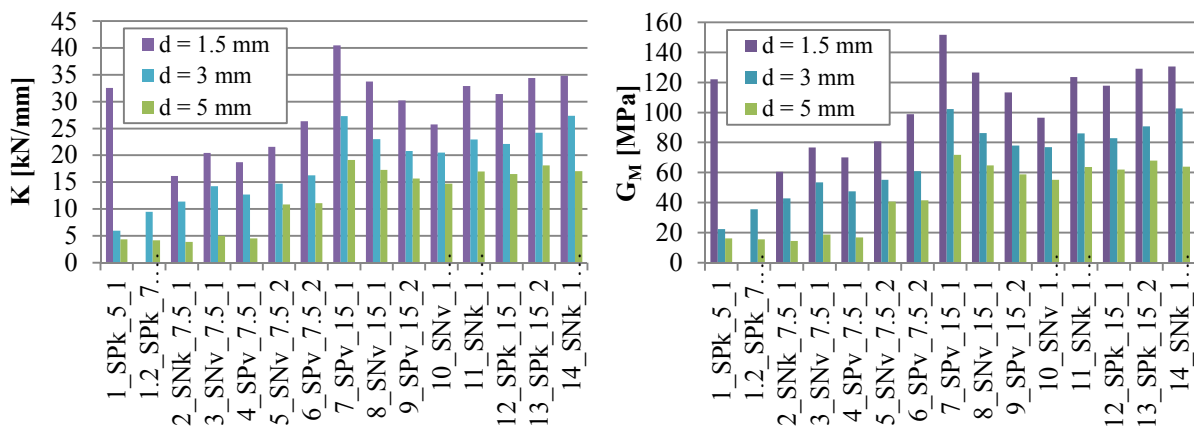 K [kN/mm]
45
40
35
30
25
20
15
10
5
0
d = 1.5 mm
d = 3 mm
d = 5 mm
1_SPk_5_1
1.2_SPk_7…
2_SNk_7.5_1
3_SNv_7.5_1
4_SPv_7.5_1
5_SNv_7.5_2
6_SPv_7.5_2
7_SPv_15_1
8_SNv_15_1
9_SPv_15_2
10_SNv_1…
11_SNk_1…
12_SPk_15_1
13_SPk_15_2
14_SNk_1…
G_M [MPa]
160
140
120
100
80
60
40
20
0
d = 1.5 mm
d = 3 mm
d = 5 mm
1_SPk_5_1
1.2_SPk_7…
2_SNk_7.5_1
3_SNv_7.5_1
4_SPv_7.5_1
5_SNv_7.5_2
6_SPv_7.5_2
7_SPv_15_1
8_SNv_15_1
9_SPv_15_2
10_SNv_1…
11_SNk_1…
12_SPk_15_1
13_SPk_15_2
14_SNk_1…